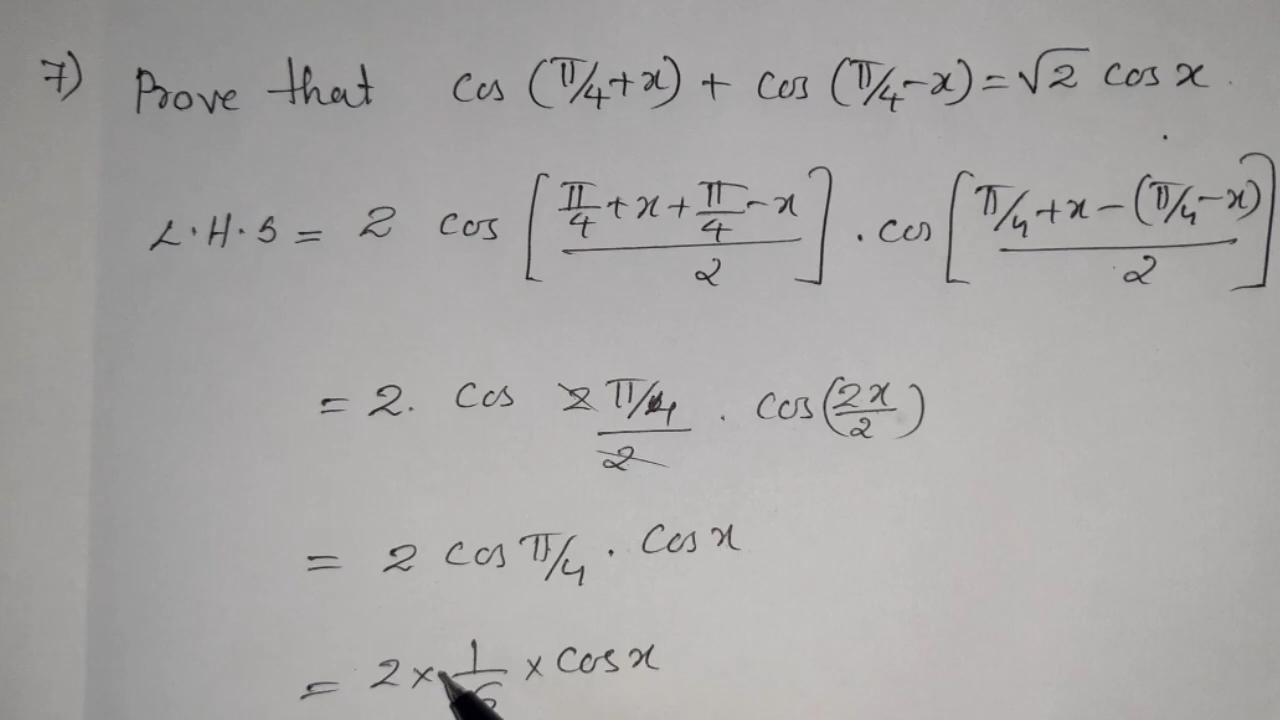 7) Prove that cos (π/4+x) + cos (π/4-x) = √2 cos x.
L.H.S = 2 cos [(π/4 + x + π/4 - x)/2] . cos [(π/4 + x - (π/4 - x))/2]
= 2. cos (2 π/4)/2 . cos(2x/2)
= 2 cos π/4 . cos x
= 2 × 1/ × cos x